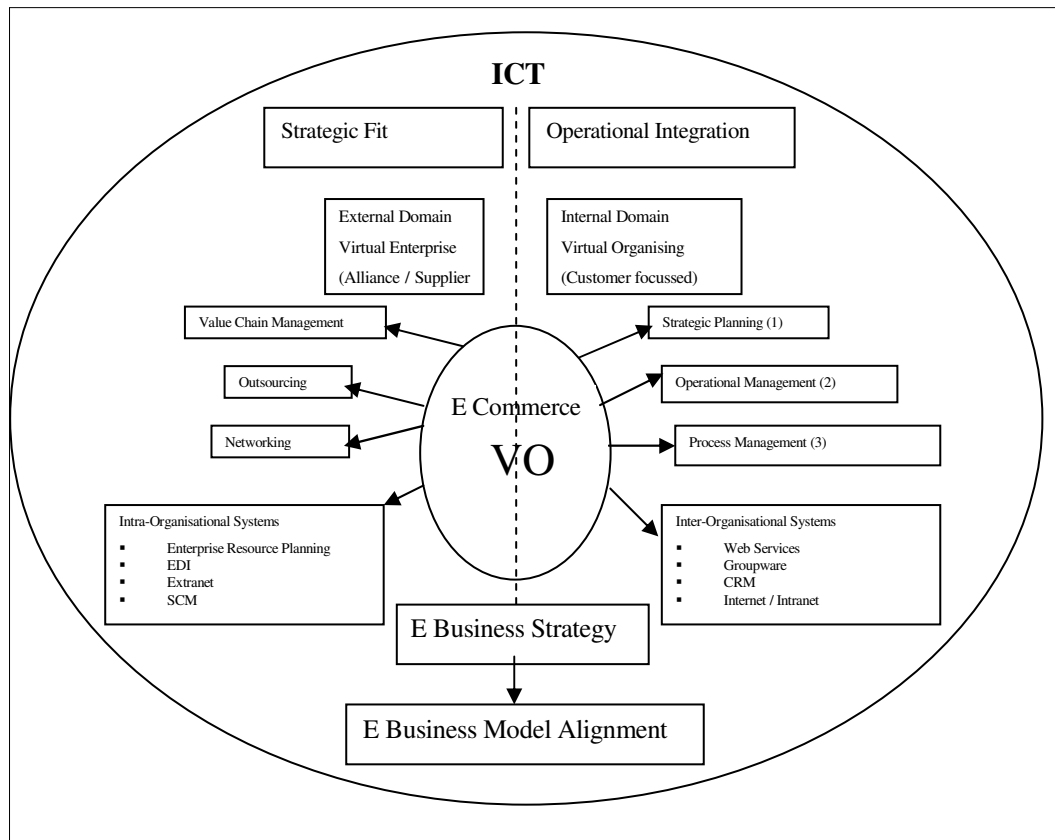 ICT
Strategic Fit
Operational Integration
External Domain
Virtual Enterprise
(Alliance / Supplier
Internal Domain
Virtual Organising
(Customer focussed)
Value Chain Management
Strategic Planning (1)
Outsourcing
Operational Management (2)
E Commerce
Networking
Process Management (3)
VO
Intra-Organisational Systems
▪ Enterprise Resource Planning
▪ EDI
▪ Extranet
▪ SCM
Inter-Organisational Systems
▪ Web Services
▪ Groupware
▪ CRM
▪ Internet / Intranet
E Business Strategy
E Business Model Alignment